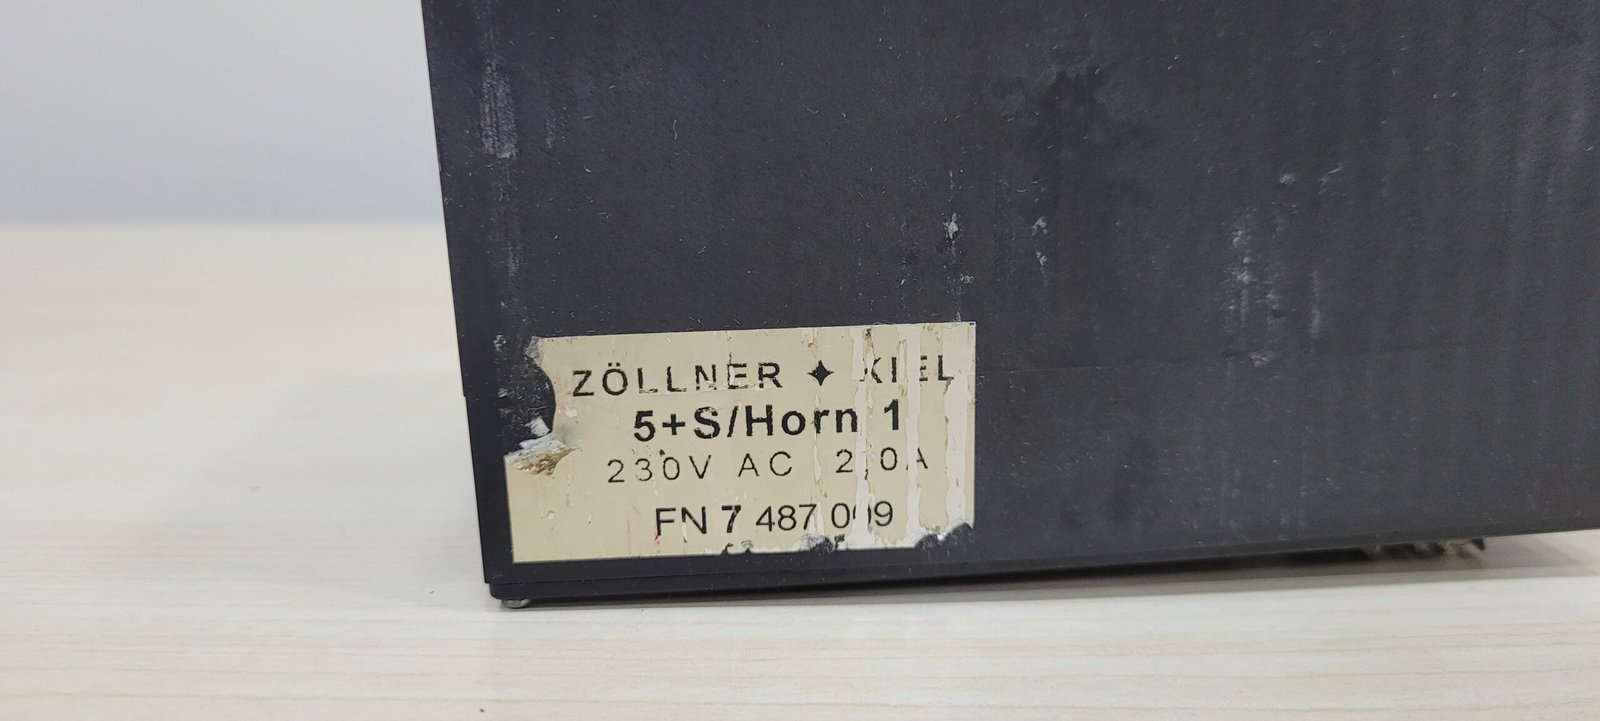 ZÖLLNER ✦ KIEL
5+S/Horn 1
230V AC 2,0A
FN 7 487 009